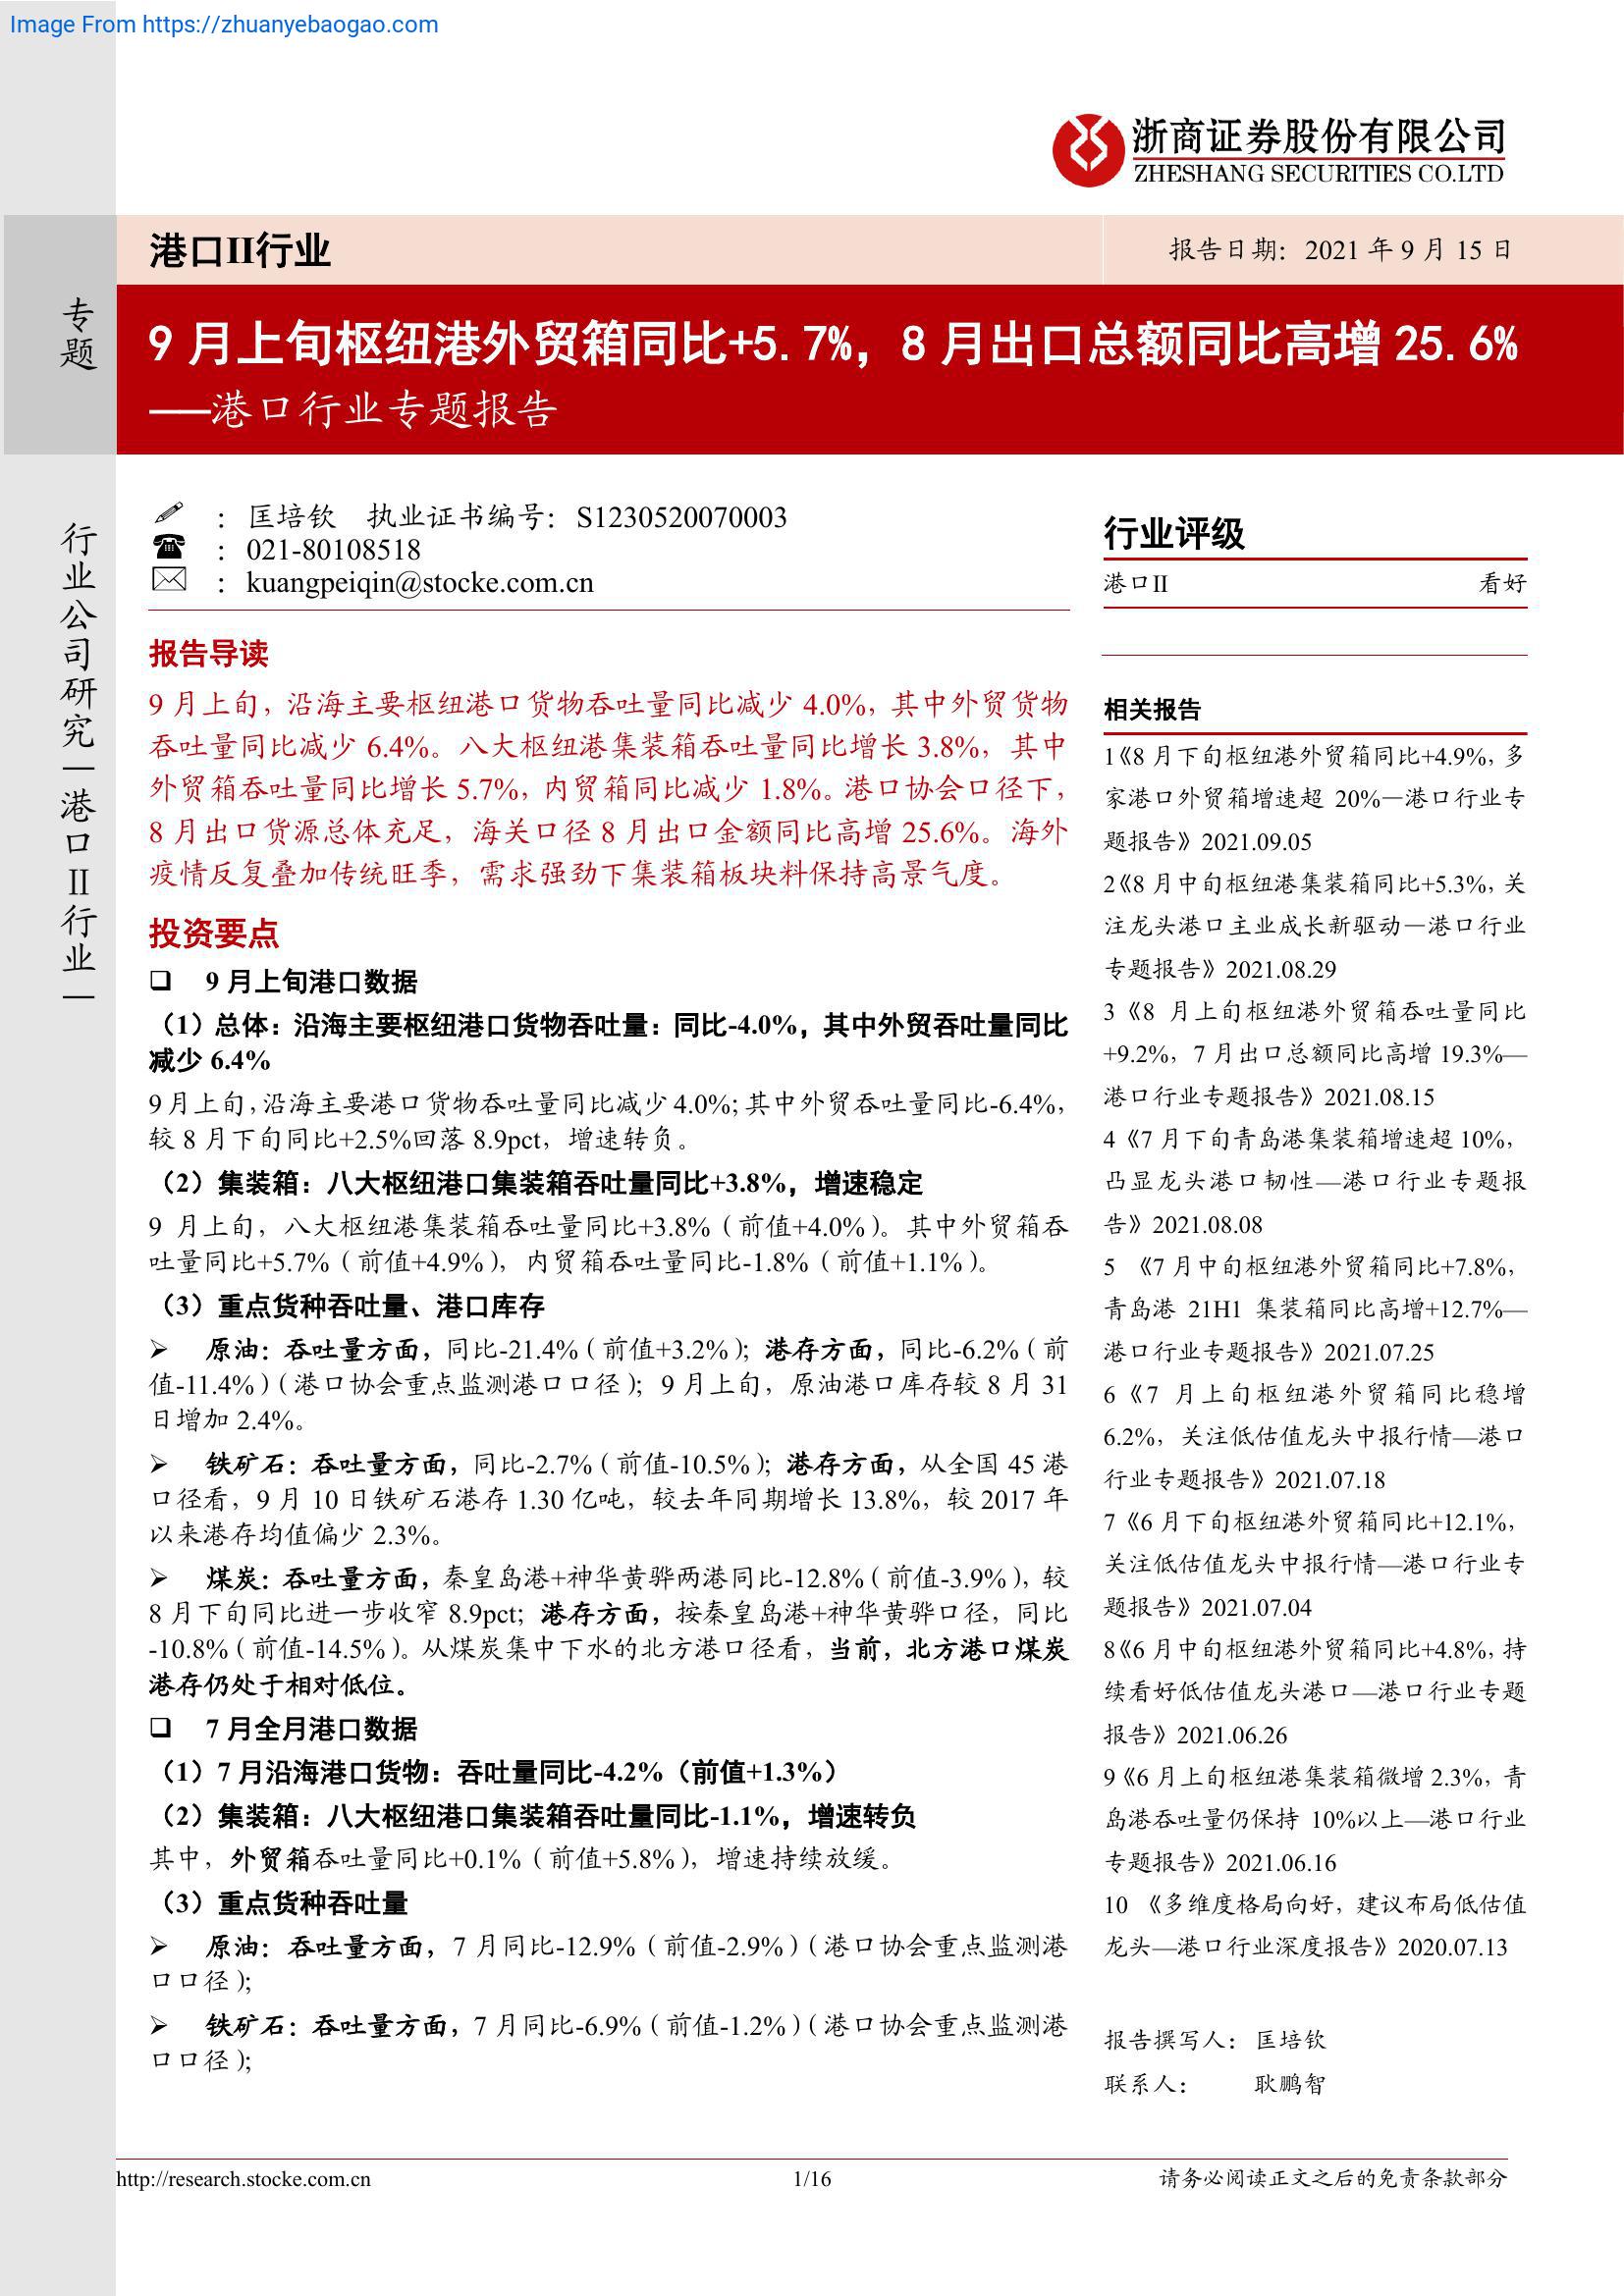 Image From https://zhuanyebaogao.com
浙商证券股份有限公司
ZHESHANG SECURITIES CO.LTD
港口II行业
报告日期：2021 年 9 月 15 日
专题
9 月上旬枢纽港外贸箱同比+5.7%，8 月出口总额同比高增 25.6%
——港口行业专题报告
行业公司研究—港口II行业—
：匡培钦 执业证书编号：S1230520070003
：021-80108518
：kuangpeiqin@stocke.com.cn
报告导读
9 月上旬，沿海主要枢纽港口货物吞吐量同比减少 4.0%，其中外贸货物
吞吐量同比减少 6.4%。八大枢纽港集装箱吞吐量同比增长 3.8%，其中
外贸箱吞吐量同比增长 5.7%，内贸箱同比减少 1.8%。港口协会口径下，
8 月出口货源总体充足，海关口径 8 月出口金额同比高增 25.6%。海外
疫情反复叠加传统旺季，需求强劲下集装箱板块料保持高景气度。
投资要点
❑ 9 月上旬港口数据
（1）总体：沿海主要枢纽港口货物吞吐量：同比-4.0%，其中外贸吞吐量同比
减少 6.4%
9 月上旬，沿海主要港口货物吞吐量同比减少 4.0%；其中外贸吞吐量同比-6.4%，
较 8 月下旬同比+2.5%回落 8.9pct，增速转负。
（2）集装箱：八大枢纽港口集装箱吞吐量同比+3.8%，增速稳定
9 月上旬，八大枢纽港集装箱吞吐量同比+3.8%（前值+4.0%）。其中外贸箱吞
吐量同比+5.7%（前值+4.9%），内贸箱吞吐量同比-1.8%（前值+1.1%）。
（3）重点货种吞吐量、港口库存
➢ 原油：吞吐量方面，同比-21.4%（前值+3.2%）；港存方面，同比-6.2%（前
值-11.4%）（港口协会重点监测港口口径）；9 月上旬，原油港口库存较 8 月 31
日增加 2.4%。
➢ 铁矿石：吞吐量方面，同比-2.7%（前值-10.5%）；港存方面，从全国 45 港
口径看，9 月 10 日铁矿石港存 1.30 亿吨，较去年同期增长 13.8%，较 2017 年
以来港存均值偏少 2.3%。
➢ 煤炭：吞吐量方面，秦皇岛港+神华黄骅两港同比-12.8%（前值-3.9%），较
8 月下旬同比进一步收窄 8.9pct；港存方面，按秦皇岛港+神华黄骅口径，同比
-10.8%（前值-14.5%）。从煤炭集中下水的北方港口径看，当前，北方港口煤炭
港存仍处于相对低位。
❑ 7 月全月港口数据
（1）7 月沿海港口货物：吞吐量同比-4.2%（前值+1.3%）
（2）集装箱：八大枢纽港口集装箱吞吐量同比-1.1%，增速转负
其中，外贸箱吞吐量同比+0.1%（前值+5.8%），增速持续放缓。
（3）重点货种吞吐量
➢ 原油：吞吐量方面，7 月同比-12.9%（前值-2.9%）（港口协会重点监测港
口口径）；
➢ 铁矿石：吞吐量方面，7 月同比-6.9%（前值-1.2%）（港口协会重点监测港
口口径）；
行业评级
港口II 看好
相关报告
1《8 月下旬枢纽港外贸箱同比+4.9%，多
家港口外贸箱增速超 20%—港口行业专
题报告》2021.09.05
2《8 月中旬枢纽港集装箱同比+5.3%，关
注龙头港口主业成长新驱动—港口行业
专题报告》2021.08.29
3《8 月上旬枢纽港外贸箱吞吐量同比
+9.2%，7 月出口总额同比高增 19.3%—
港口行业专题报告》2021.08.15
4《7 月下旬青岛港集装箱增速超 10%，
凸显龙头港口韧性—港口行业专题报
告》2021.08.08
5 《7 月中旬枢纽港外贸箱同比+7.8%，
青岛港 21H1 集装箱同比高增+12.7%—
港口行业专题报告》2021.07.25
6《7 月上旬枢纽港外贸箱同比稳增
6.2%，关注低估值龙头中报行情—港口
行业专题报告》2021.07.18
7《6 月下旬枢纽港外贸箱同比+12.1%，
关注低估值龙头中报行情—港口行业专
题报告》2021.07.04
8《6 月中旬枢纽港外贸箱同比+4.8%，持
续看好低估值龙头港口—港口行业专题
报告》2021.06.26
9《6 月上旬枢纽港集装箱微增 2.3%，青
岛港吞吐量仍保持 10%以上—港口行业
专题报告》2021.06.16
10 《多维度格局向好，建议布局低估值
龙头—港口行业深度报告》2020.07.13
报告撰写人：匡培钦
联系人： 耿鹏智
http://research.stocke.com.cn
1/16
请务必阅读正文之后的免责条款部分